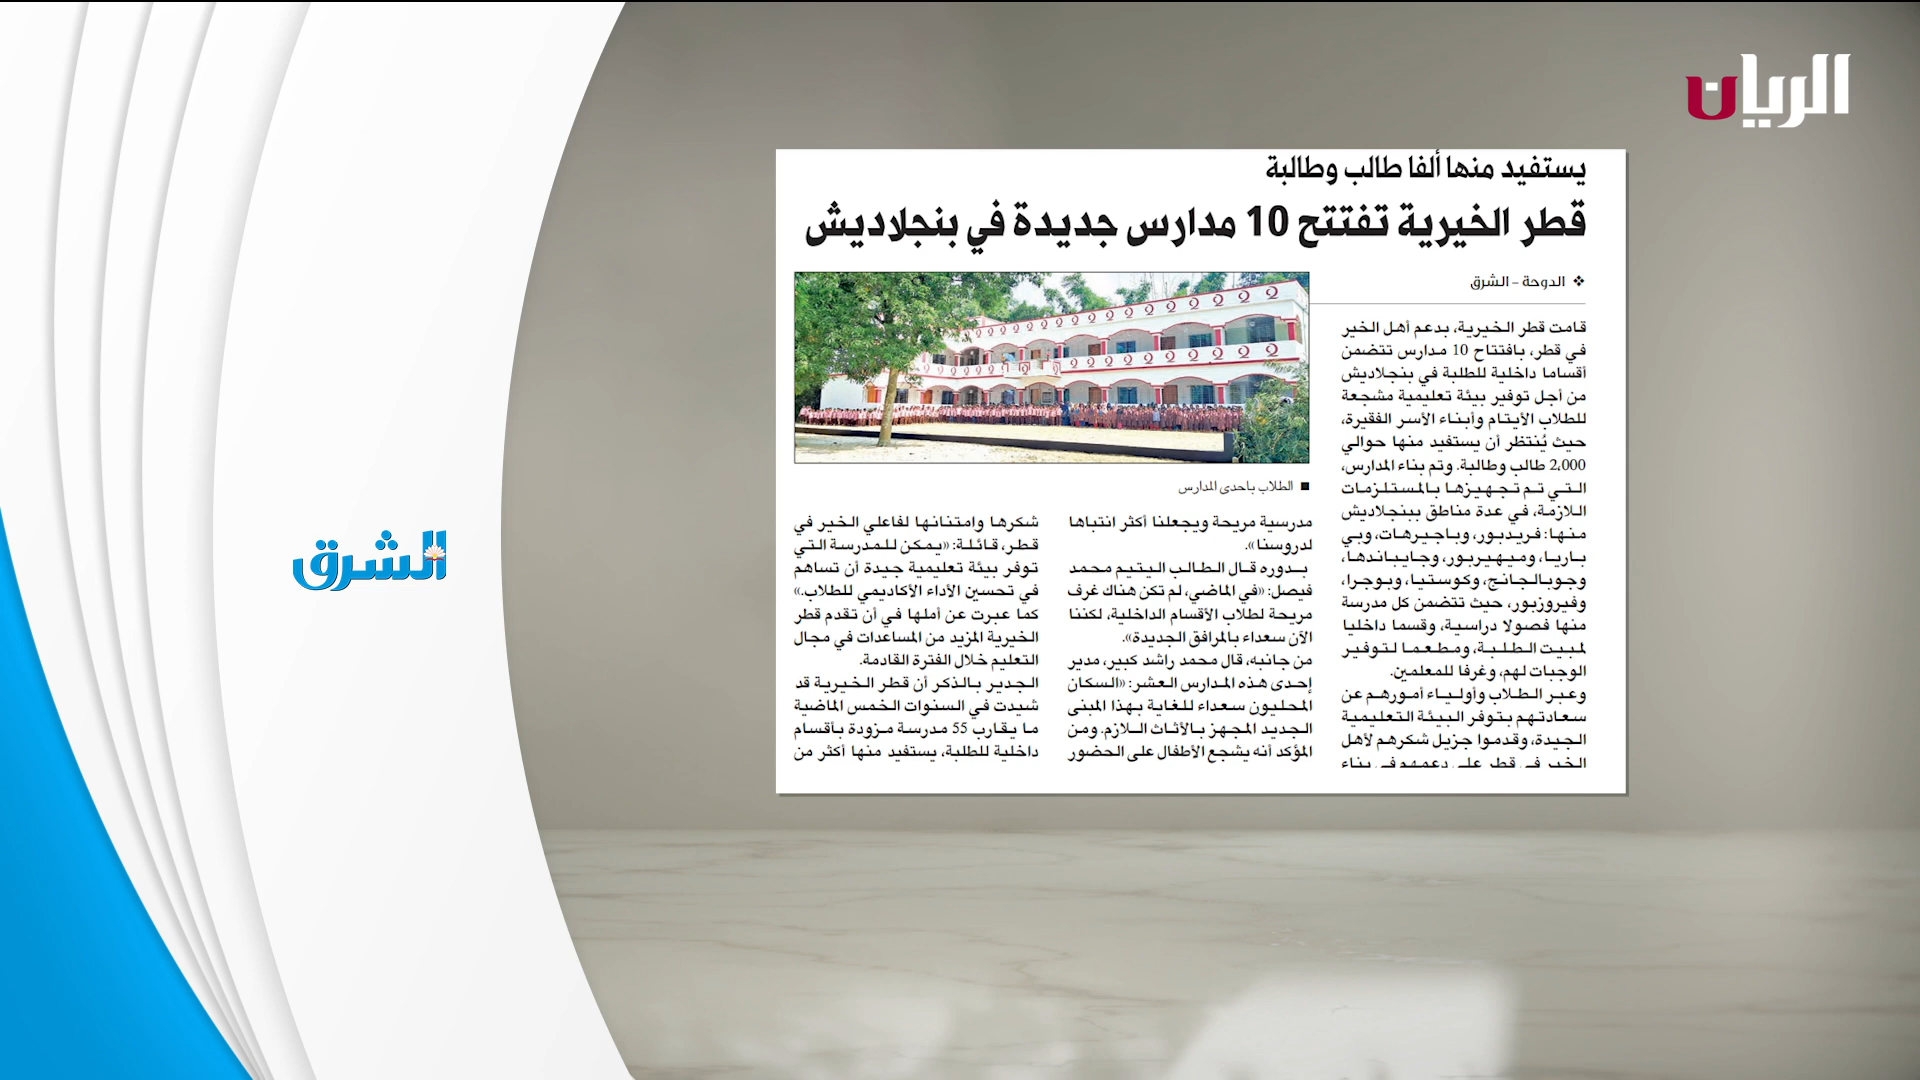 الريان
يستفيد منها ألفا طالب وطالبة
قطر الخيرية تفتتح 10 مدارس جديدة في بنجلاديش
❖ الدوحة – الشرق
قامت قطر الخيرية، بدعم أهل الخير
في قطر، بافتتاح 10 مدارس تتضمن
أقساما داخلية للطلبة في بنجلاديش
من أجل توفير بيئة تعليمية مشجعة
للطلاب الأيتام وأبناء الأسر الفقيرة،
حيث يُنتظر أن يستفيد منها حوالي
2,000 طالب وطالبة. وتم بناء المدارس،
التي تم تجهيزها بالمستلزمات
اللازمة، في عدة مناطق ببنجلاديش
منها: فريدبور، وباجيرهات، وبي
باريا، وميهيربور، وجايباندها،
وجوبالجانج، وكوستيا، وبوجرا،
وفيروزبور، حيث تتضمن كل مدرسة
منها فصولا دراسية، وقسما داخليا
لمبيت الطلبة، ومطعما لتوفير
الوجبات لهم، وغرفا للمعلمين.
وعبر الطلاب وأولياء أمورهم عن
سعادتهم بتوفر البيئة التعليمية
الجيدة، وقدموا جزيل شكرهم لأهل
الخير في قطر على دعمهم في بناء
■ الطلاب باحدى المدارس
مدرسية مريحة ويجعلنا أكثر انتباها
لدروسنا».
بدوره قال الطالب اليتيم محمد
فيصل: «في الماضي، لم تكن هناك غرف
مريحة لطلاب الأقسام الداخلية، لكننا
الآن سعداء بالمرافق الجديدة».
من جانبه، قال محمد راشد كبير، مدير
إحدى هذه المدارس العشر: «السكان
المحليون سعداء للغاية بهذا المبنى
الجديد المجهز بالأثاث اللازم. ومن
المؤكد أنه يشجع الأطفال على الحضور
شكرها وامتنانها لفاعلي الخير في
قطر، قائلة: «يمكن للمدرسة التي
توفر بيئة تعليمية جيدة أن تساهم
في تحسين الأداء الأكاديمي للطلاب.»
كما عبرت عن أملها في أن تقدم قطر
الخيرية المزيد من المساعدات في مجال
التعليم خلال الفترة القادمة.
الجدير بالذكر أن قطر الخيرية قد
شيدت في السنوات الخمس الماضية
ما يقارب 55 مدرسة مزودة بأقسام
داخلية للطلبة، يستفيد منها أكثر من
الشرق